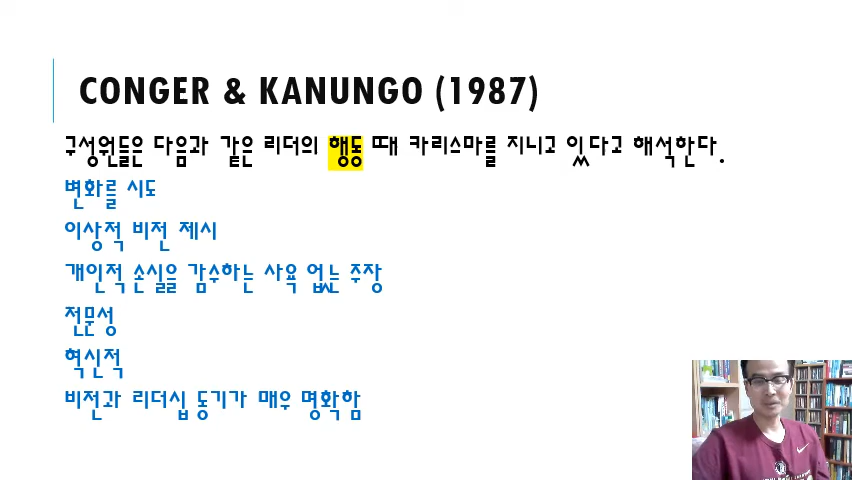 CONGER & KANUNGO (1987)
구성원들은 다음과 같은 리더의 행동 때 카리스마를 지니고 있다고 해석한다.
변화를 시도
이상적 비전 제시
개인적 손실을 감수하는 사욕 없는 주장
전문성
혁신적
비전과 리더십 동기가 매우 명확함